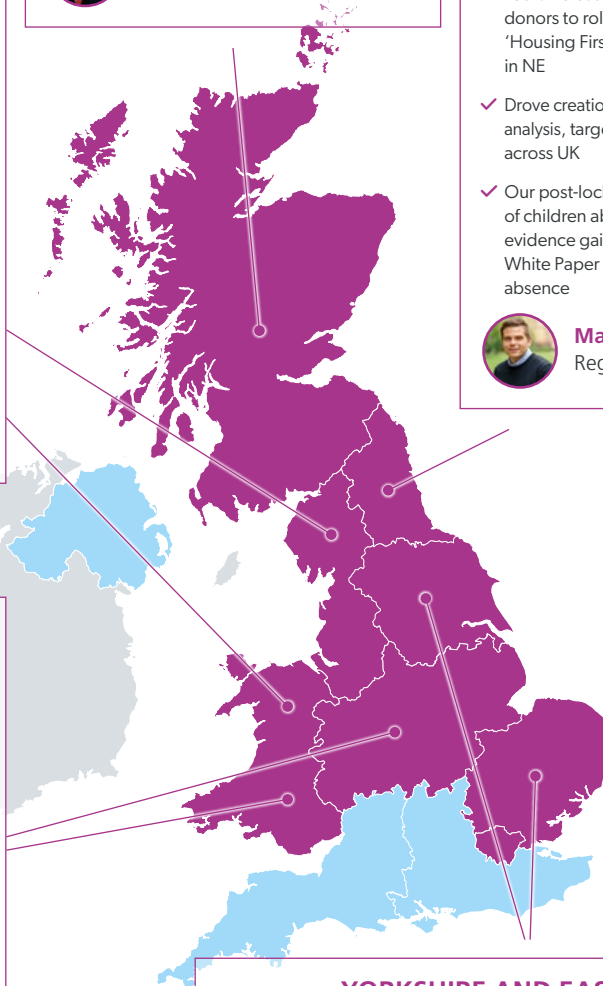 donors to rol
'Housing Firs
in NE
✓ Drove creatio
analysis, targe
across UK
✓ Our post-loc
of children ab
evidence gai
White Paper
absence
Ma
Reg
YORKSHIRE AND EAS